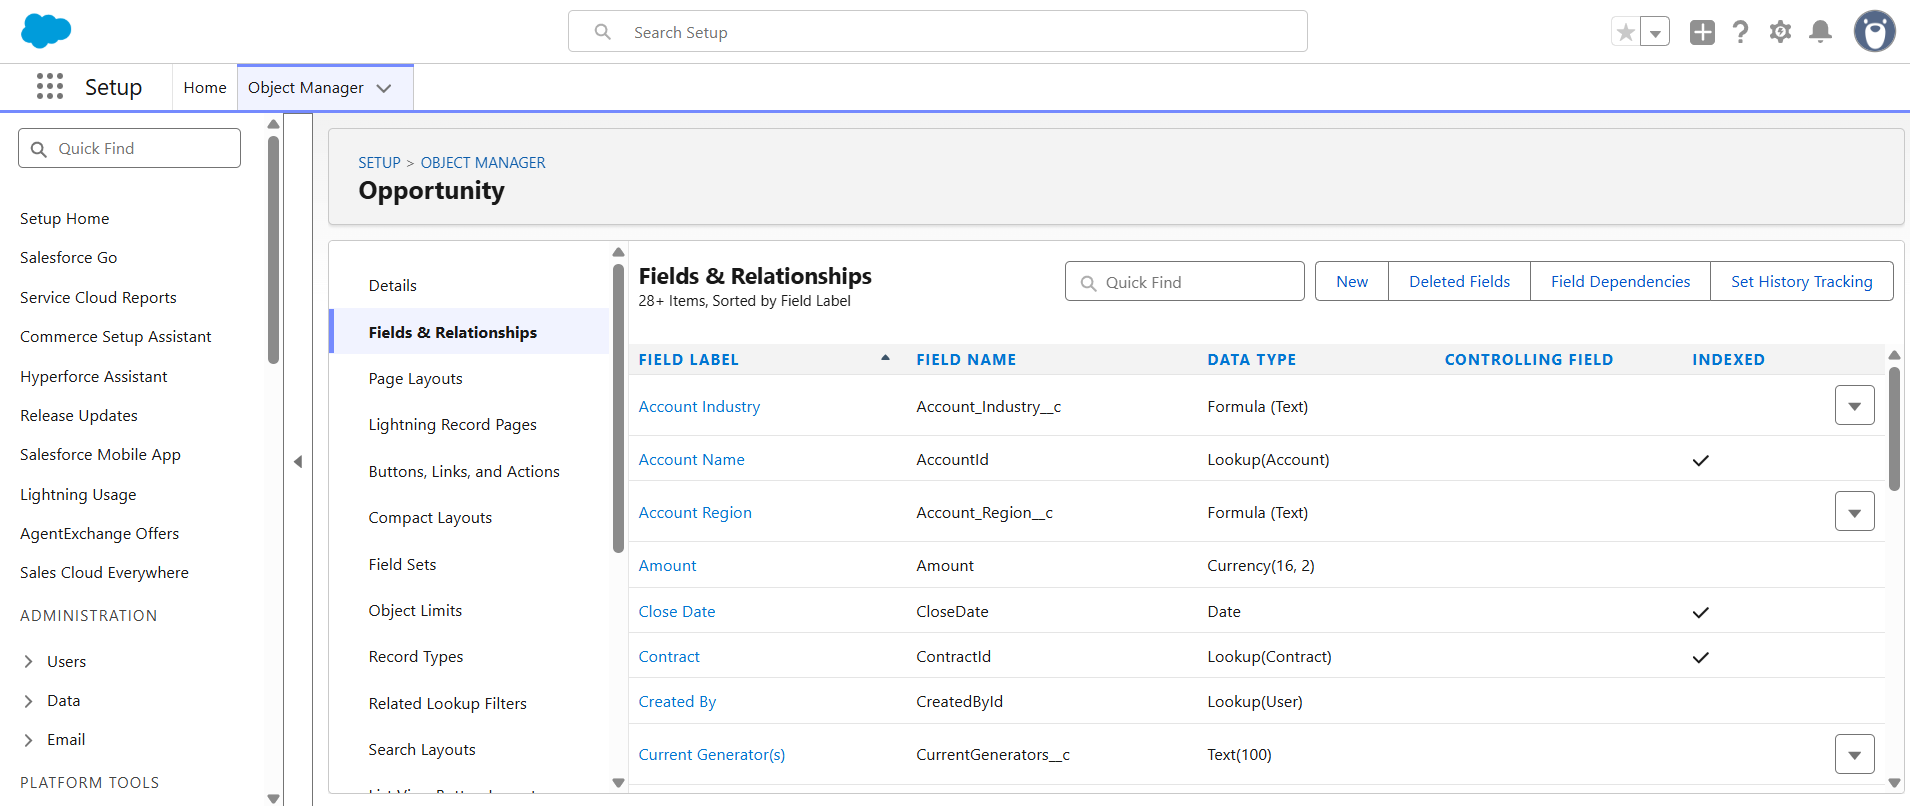 Search Setup
Setup
Home
Object Manager
Quick Find
Setup Home
Salesforce Go
Service Cloud Reports
Commerce Setup Assistant
Hyperforce Assistant
Release Updates
Salesforce Mobile App
Lightning Usage
AgentExchange Offers
Sales Cloud Everywhere
ADMINISTRATION
Users
Data
Email
PLATFORM TOOLS
SETUP > OBJECT MANAGER
Opportunity
Details
Fields & Relationships
Page Layouts
Lightning Record Pages
Buttons, Links, and Actions
Compact Layouts
Field Sets
Object Limits
Record Types
Related Lookup Filters
Search Layouts
Fields & Relationships
28+ Items, Sorted by Field Label
Quick Find
New
Deleted Fields
Field Dependencies
Set History Tracking
FIELD LABEL FIELD NAME DATA TYPE CONTROLLING FIELD INDEXED
Account Industry Account_Industry__c Formula (Text)
Account Name AccountId Lookup(Account)
Account Region Account_Region__c Formula (Text)
Amount Amount Currency(16, 2)
Close Date CloseDate Date
Contract ContractId Lookup(Contract)
Created By CreatedById Lookup(User)
Current Generator(s) CurrentGenerators__c Text(100)